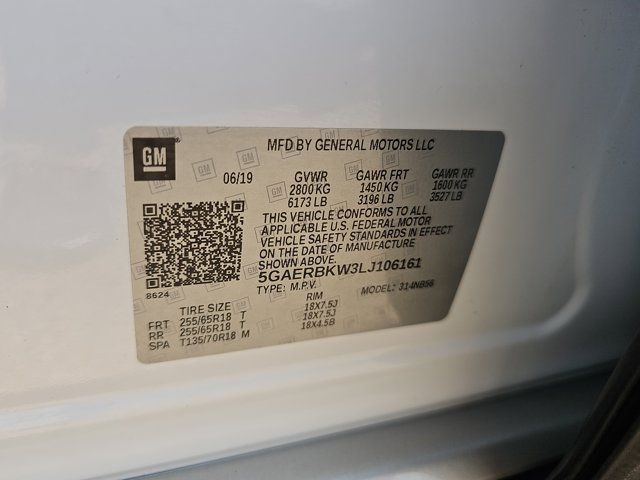 GM
MFD BY GENERAL MOTORS LLC
06/19 GVWR GAWR FRT GAWR RR
2800 KG 1450 KG 1600 KG
6173 LB 3196 LB 3527 LB
THIS VEHICLE CONFORMS TO ALL
APPLICABLE U.S. FEDERAL MOTOR
VEHICLE SAFETY STANDARDS IN EFFECT
ON THE DATE OF MANUFACTURE
SHOWN ABOVE.
5GAERBKW3LJ106161
8624
TYPE: M.P.V. MODEL: 314NB56
TIRE SIZE RIM
FRT 255/65R18 T 18X7.5J
RR 255/65R18 T 18X7.5J
SPA T135/70R18 M 18X4.5B